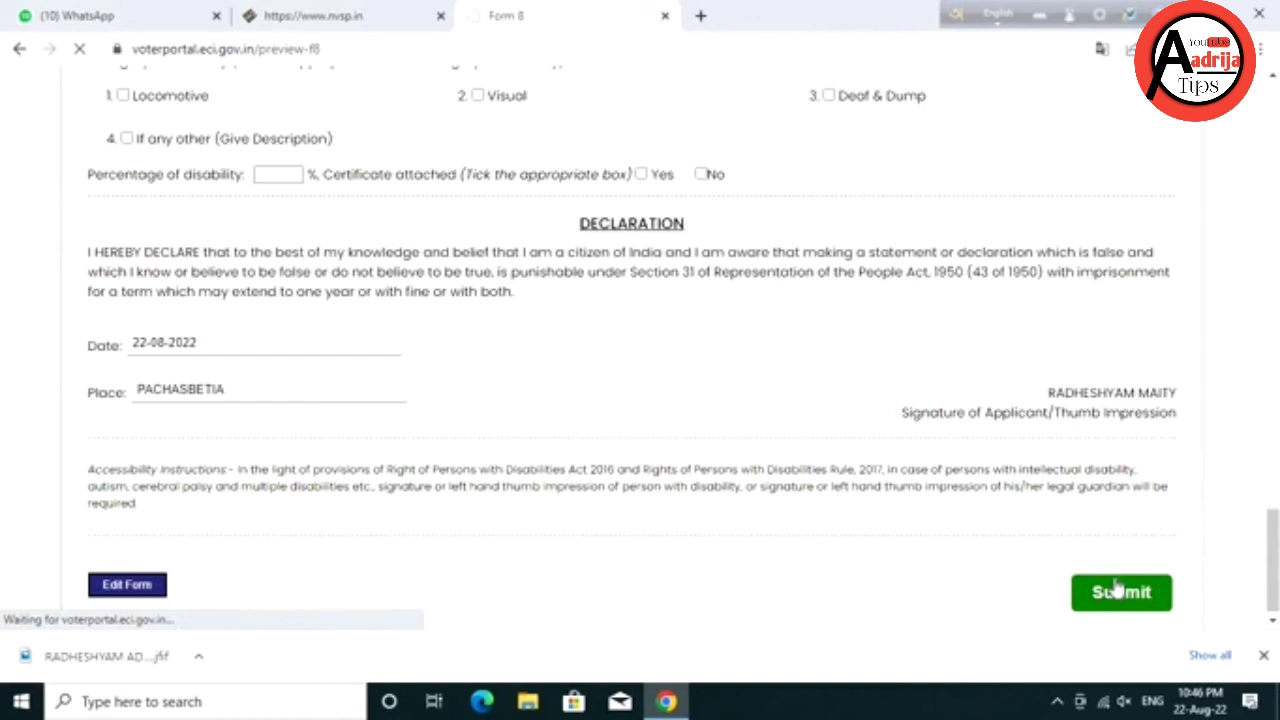 (10) WhatsApp
https://www.nvsp.in
Form 8
English
voterportal.eci.gov.in/preview-f8
YouTube
Aadrija
Tips
1. Locomotive
2. Visual
3. Deaf & Dump
4. If any other (Give Description)
Percentage of disability: %, Certificate attached (Tick the appropriate box) Yes No
DECLARATION
I HEREBY DECLARE that to the best of my knowledge and belief that I am a citizen of India and I am aware that making a statement or declaration which is false and
which I know or believe to be false or do not believe to be true, is punishable under Section 31 of Representation of the People Act, 1950 (43 of 1950) with imprisonment
for a term which may extend to one year or with fine or with both.
Date: 22-08-2022
Place: PACHASBETIA
RADHESHYAM MAITY
Signature of Applicant/Thumb Impression
Accessibility Instructions:- In the light of provisions of Right of Persons with Disabilities Act 2016 and Rights of Persons with Disabilities Rule, 2017, in case of persons with intellectual disability,
autism, cerebral palsy and multiple disabilities etc., signature or left hand thumb impression of person with disability, or signature or left hand thumb impression of his/her legal guardian will be
required.
Edit Form
Submit
Waiting for voterportal.eci.gov.in...
RADHESHYAM AD....jfif
Show all
Type here to search
ENG
10:46 PM
22-Aug-22